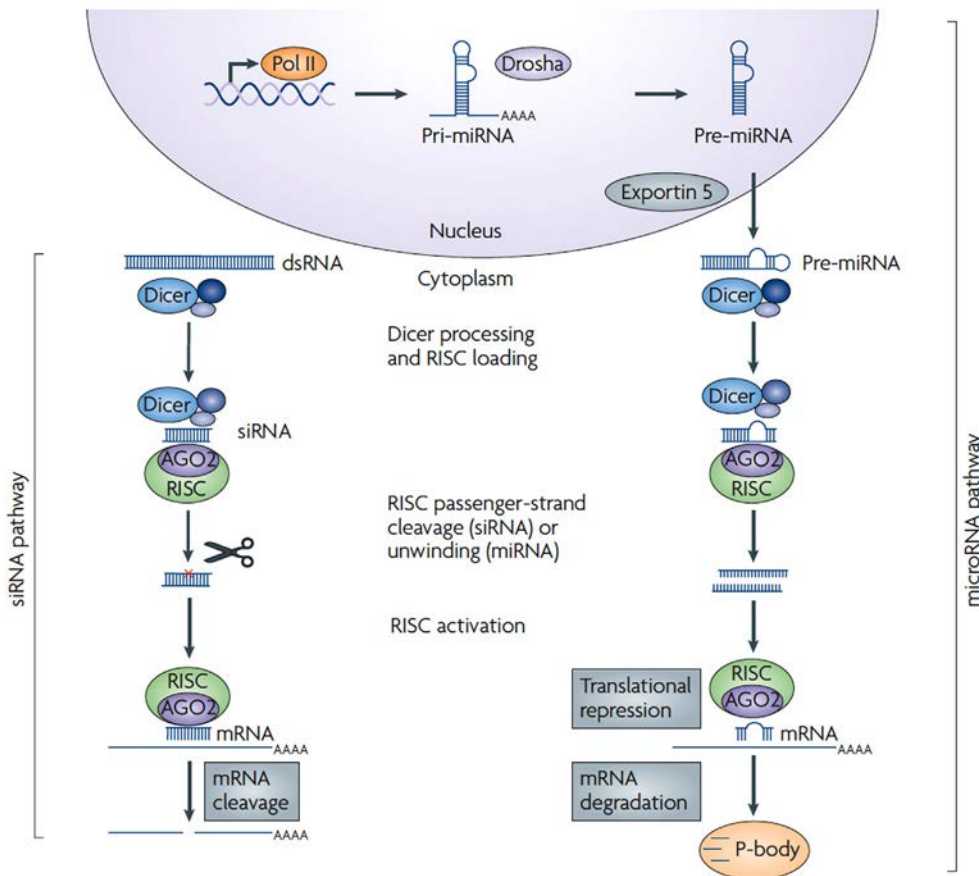 Pol II
Drosha
AAAA
Pri-miRNA
Pre-miRNA
Exportin 5
Nucleus
Cytoplasm
dsRNA
Pre-miRNA
Dicer
Dicer
Dicer processing
and RISC loading
Dicer
siRNA
AGO2
RISC
Dicer
AGO2
RISC
RISC passenger-strand
cleavage (siRNA) or
unwinding (miRNA)
RISC activation
RISC
AGO2
mRNA
AAAA
Translational
repression
RISC
AGO2
mRNA
AAAA
mRNA
cleavage
AAAA
mRNA
degradation
P-body
siRNA pathway
microRNA pathway